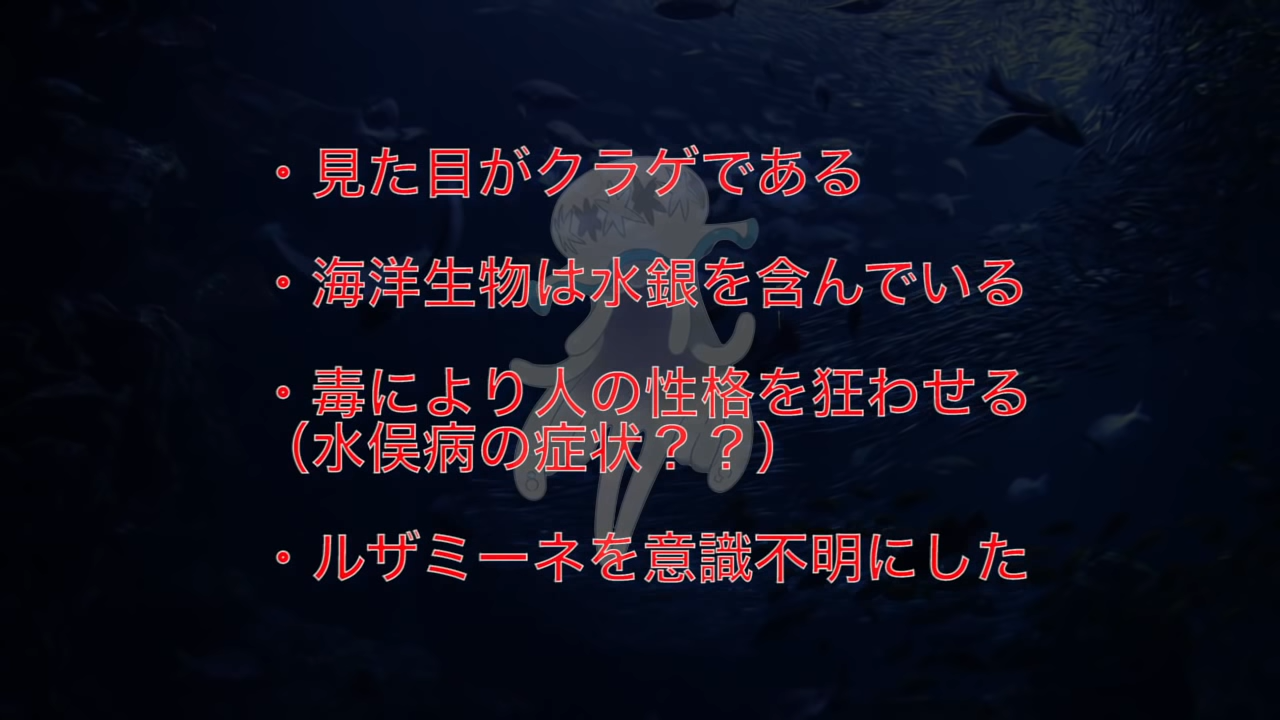 ・見た目がクラゲである
・海洋生物は水銀を含んでいる
・毒により人の性格を狂わせる
（水俣病の症状？？）
・ルザミーネを意識不明にした